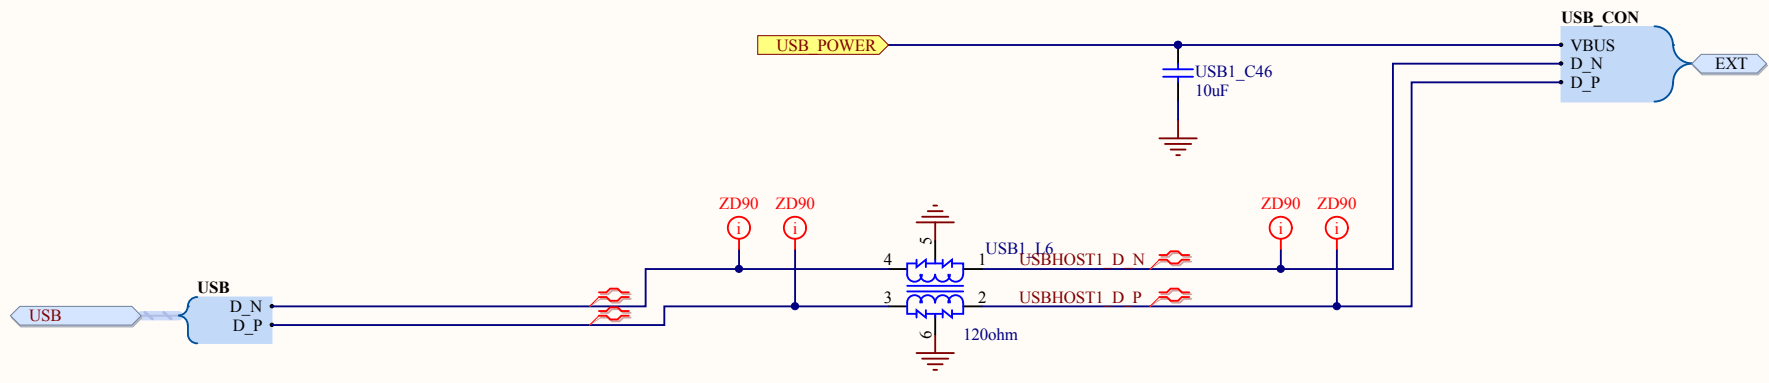 USB_CON
USB_POWER
VBUS
D_N
D_P
EXT
USB1_C46
10uF
ZD90
ZD90
ZD90
ZD90
i
i
i
i
5
USB1_L6
4
1
USBHOST1_D_N
USB
D_N
D_P
USB
3
2
USBHOST1_D_P
6
120ohm